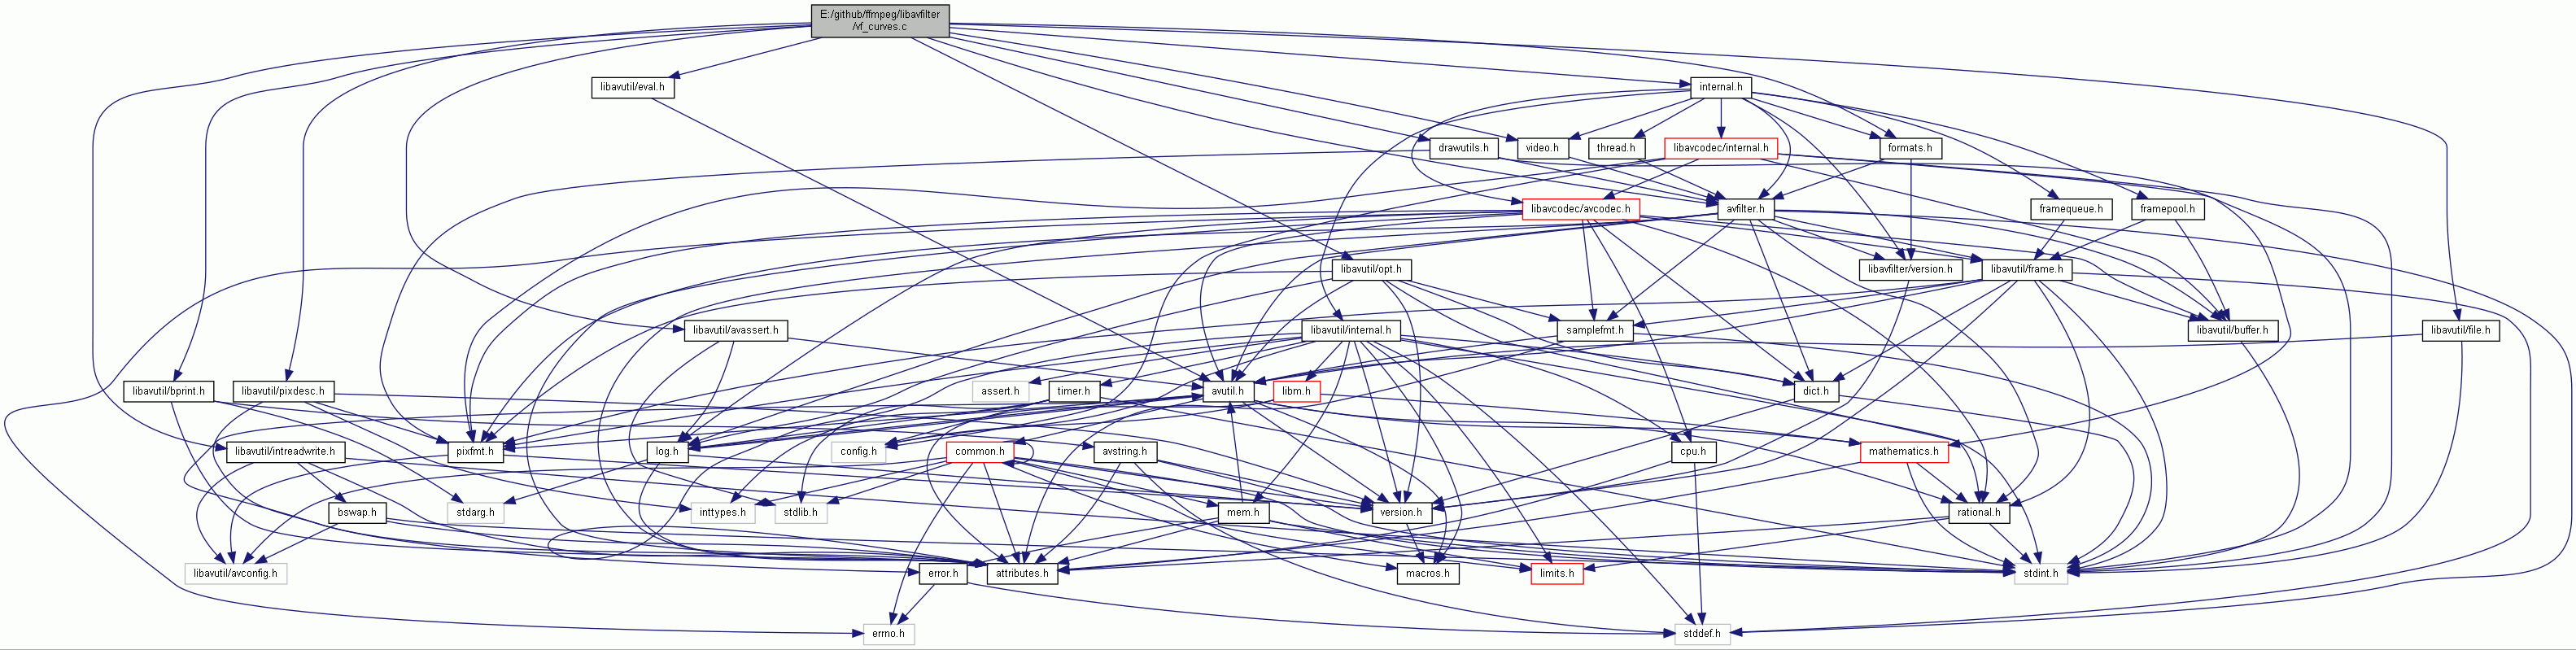 E:/github/ffmpeg/libavfilter
/vf_curves.c
libavutil/eval.h
internal.h
drawutils.h
video.h
thread.h
libavcodec/internal.h
formats.h
libavcodec/avcodec.h
avfilter.h
framequeue.h
framepool.h
libavutil/opt.h
libavfilter/version.h
libavutil/frame.h
libavutil/avassert.h
libavutil/internal.h
samplefmt.h
libavutil/buffer.h
libavutil/file.h
libavutil/bprint.h
libavutil/pixdesc.h
assert.h
timer.h
avutil.h
libm.h
dict.h
libavutil/intreadwrite.h
pixfmt.h
log.h
config.h
common.h
avstring.h
cpu.h
mathematics.h
bswap.h
stdarg.h
inttypes.h
stdlib.h
mem.h
version.h
rational.h
libavutil/avconfig.h
error.h
attributes.h
macros.h
limits.h
stdint.h
errno.h
stddef.h